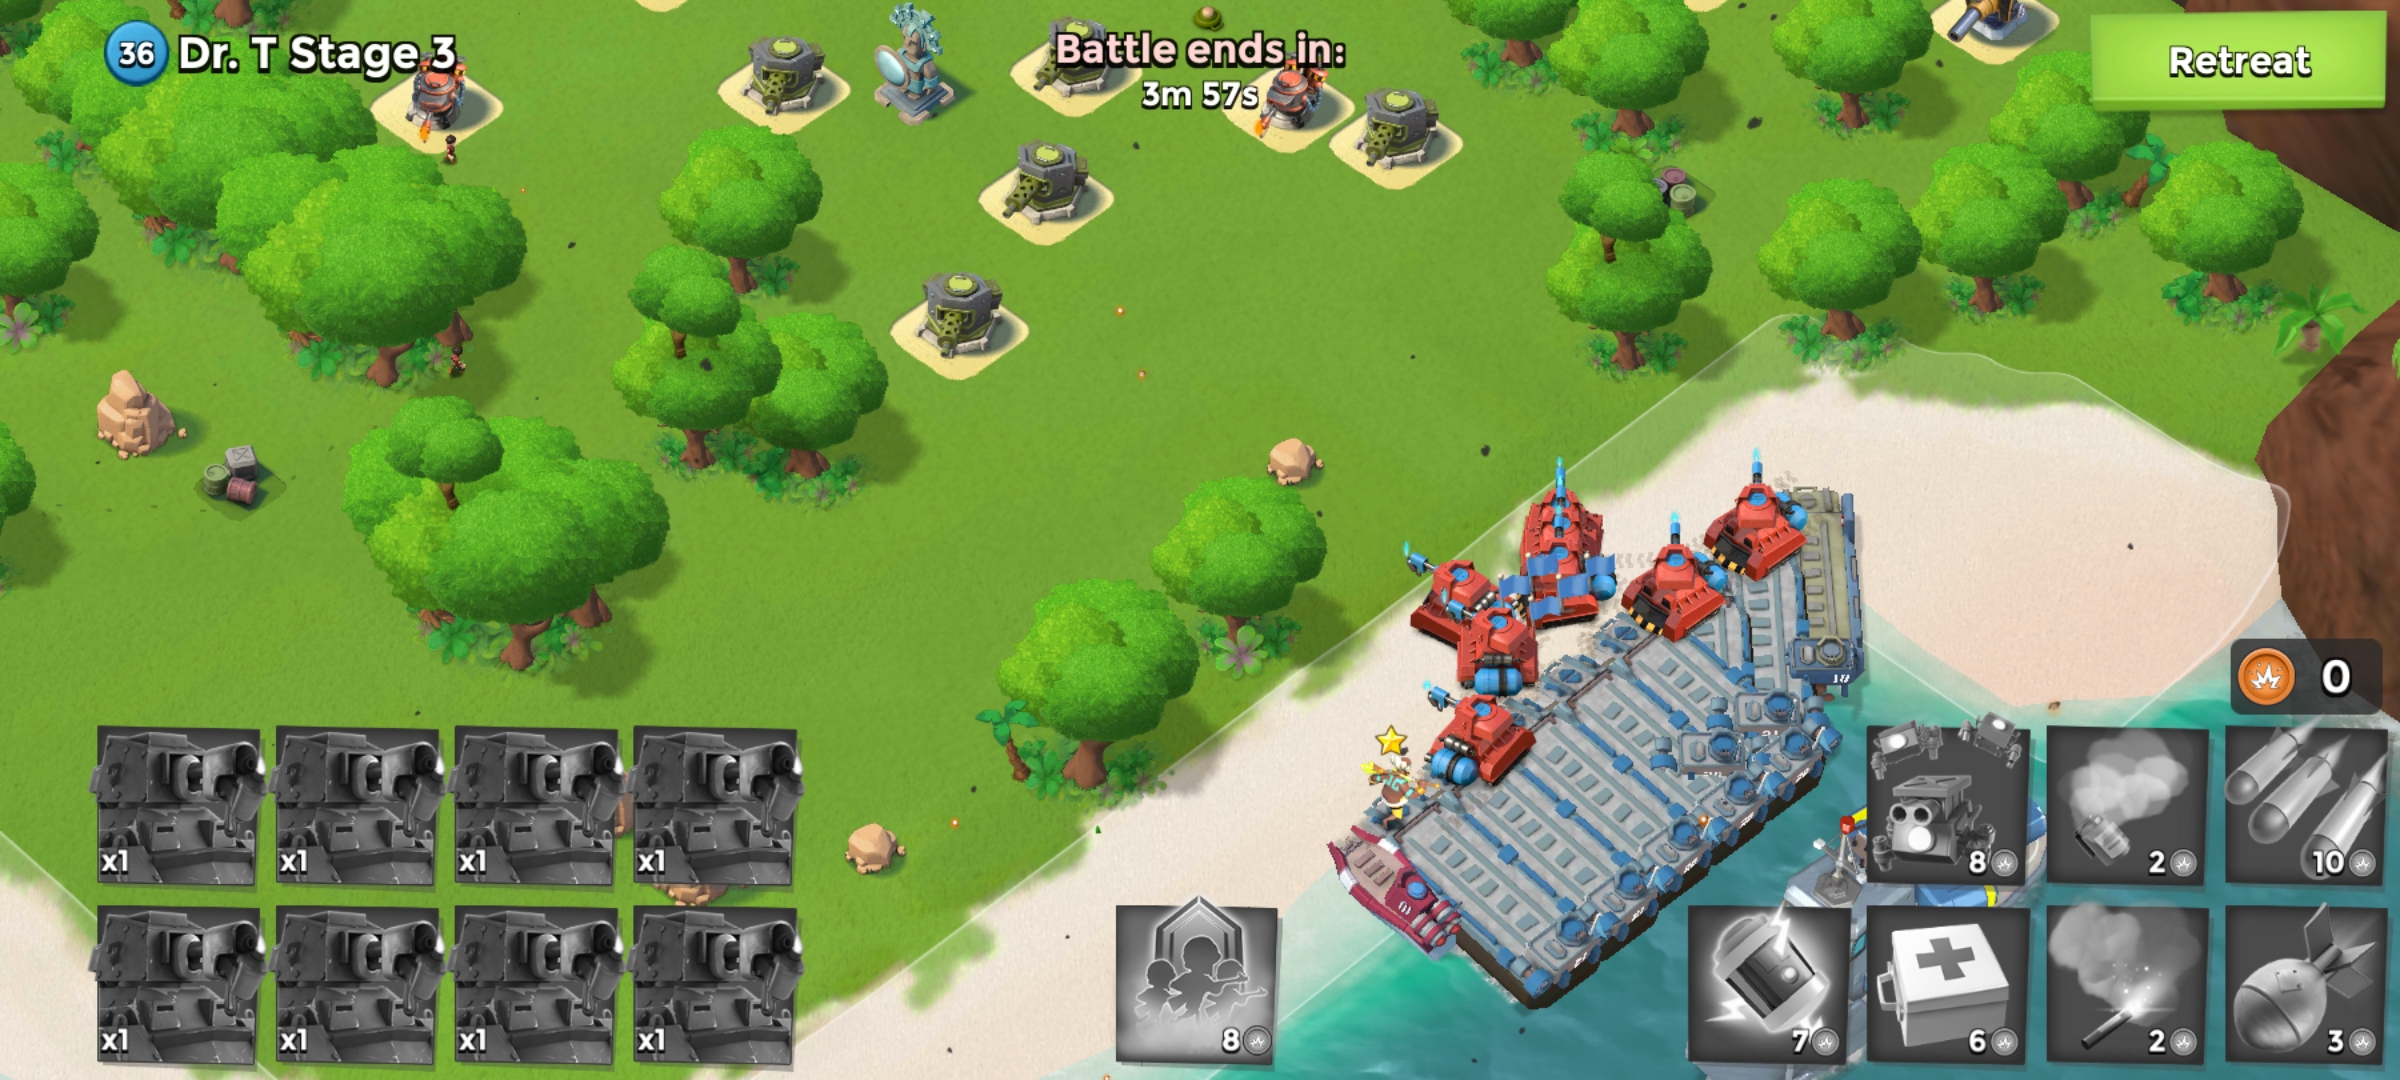 36 Dr. T Stage 3
Battle ends in:
3m 57s
Retreat
0
x1 x1 x1 x1
8 2 10
x1 x1 x1 x1
8 7 6 2 3
18